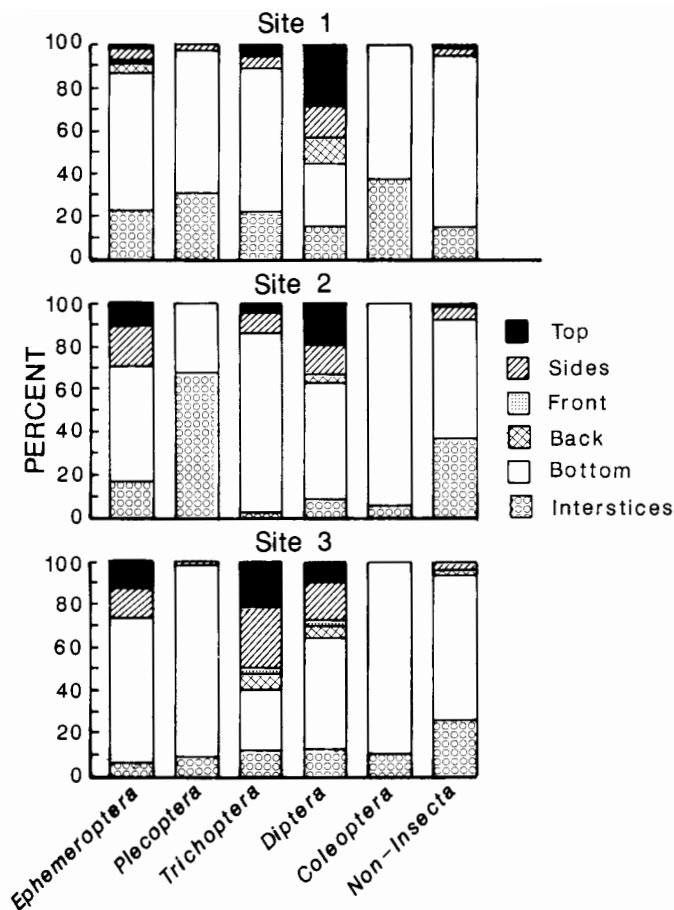 Site 1
100
80
60
40
20
0
Site 2
100
80
60
40
20
0
PERCENT
Top
Sides
Front
Back
Bottom
Interstices
Site 3
100
80
60
40
20
0
Ephemeroptera
Plecoptera
Trichoptera
Diptera
Coleoptera
Non-Insecta